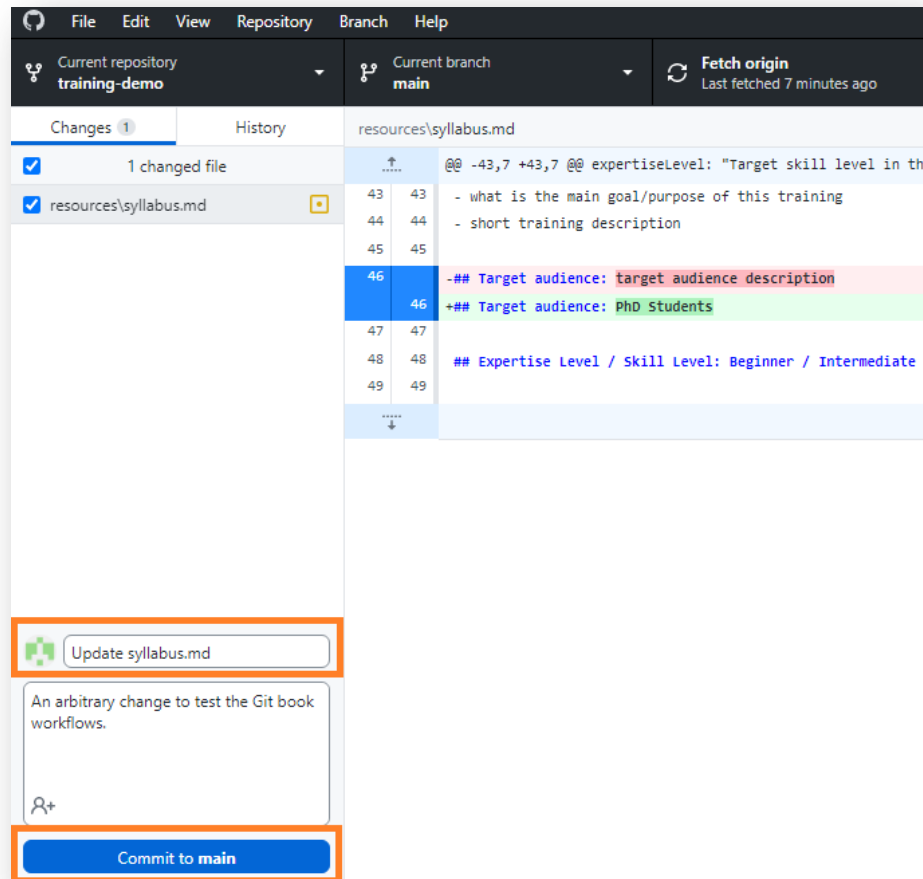 File Edit View Repository Branch Help
Current repository
training-demo
Current branch
main
Fetch origin
Last fetched 7 minutes ago
Changes 1 History
1 changed file
resources\syllabus.md
resources\syllabus.md
@@ -43,7 +43,7 @@ expertiseLevel: "Target skill level in th
43 43 - what is the main goal/purpose of this training
44 44 - short training description
45 45
46 -## Target audience: target audience description
46 +## Target audience: PhD Students
47 47
48 48 ## Expertise Level / Skill Level: Beginner / Intermediate
49 49
Update syllabus.md
An arbitrary change to test the Git book
workflows.
Commit to main